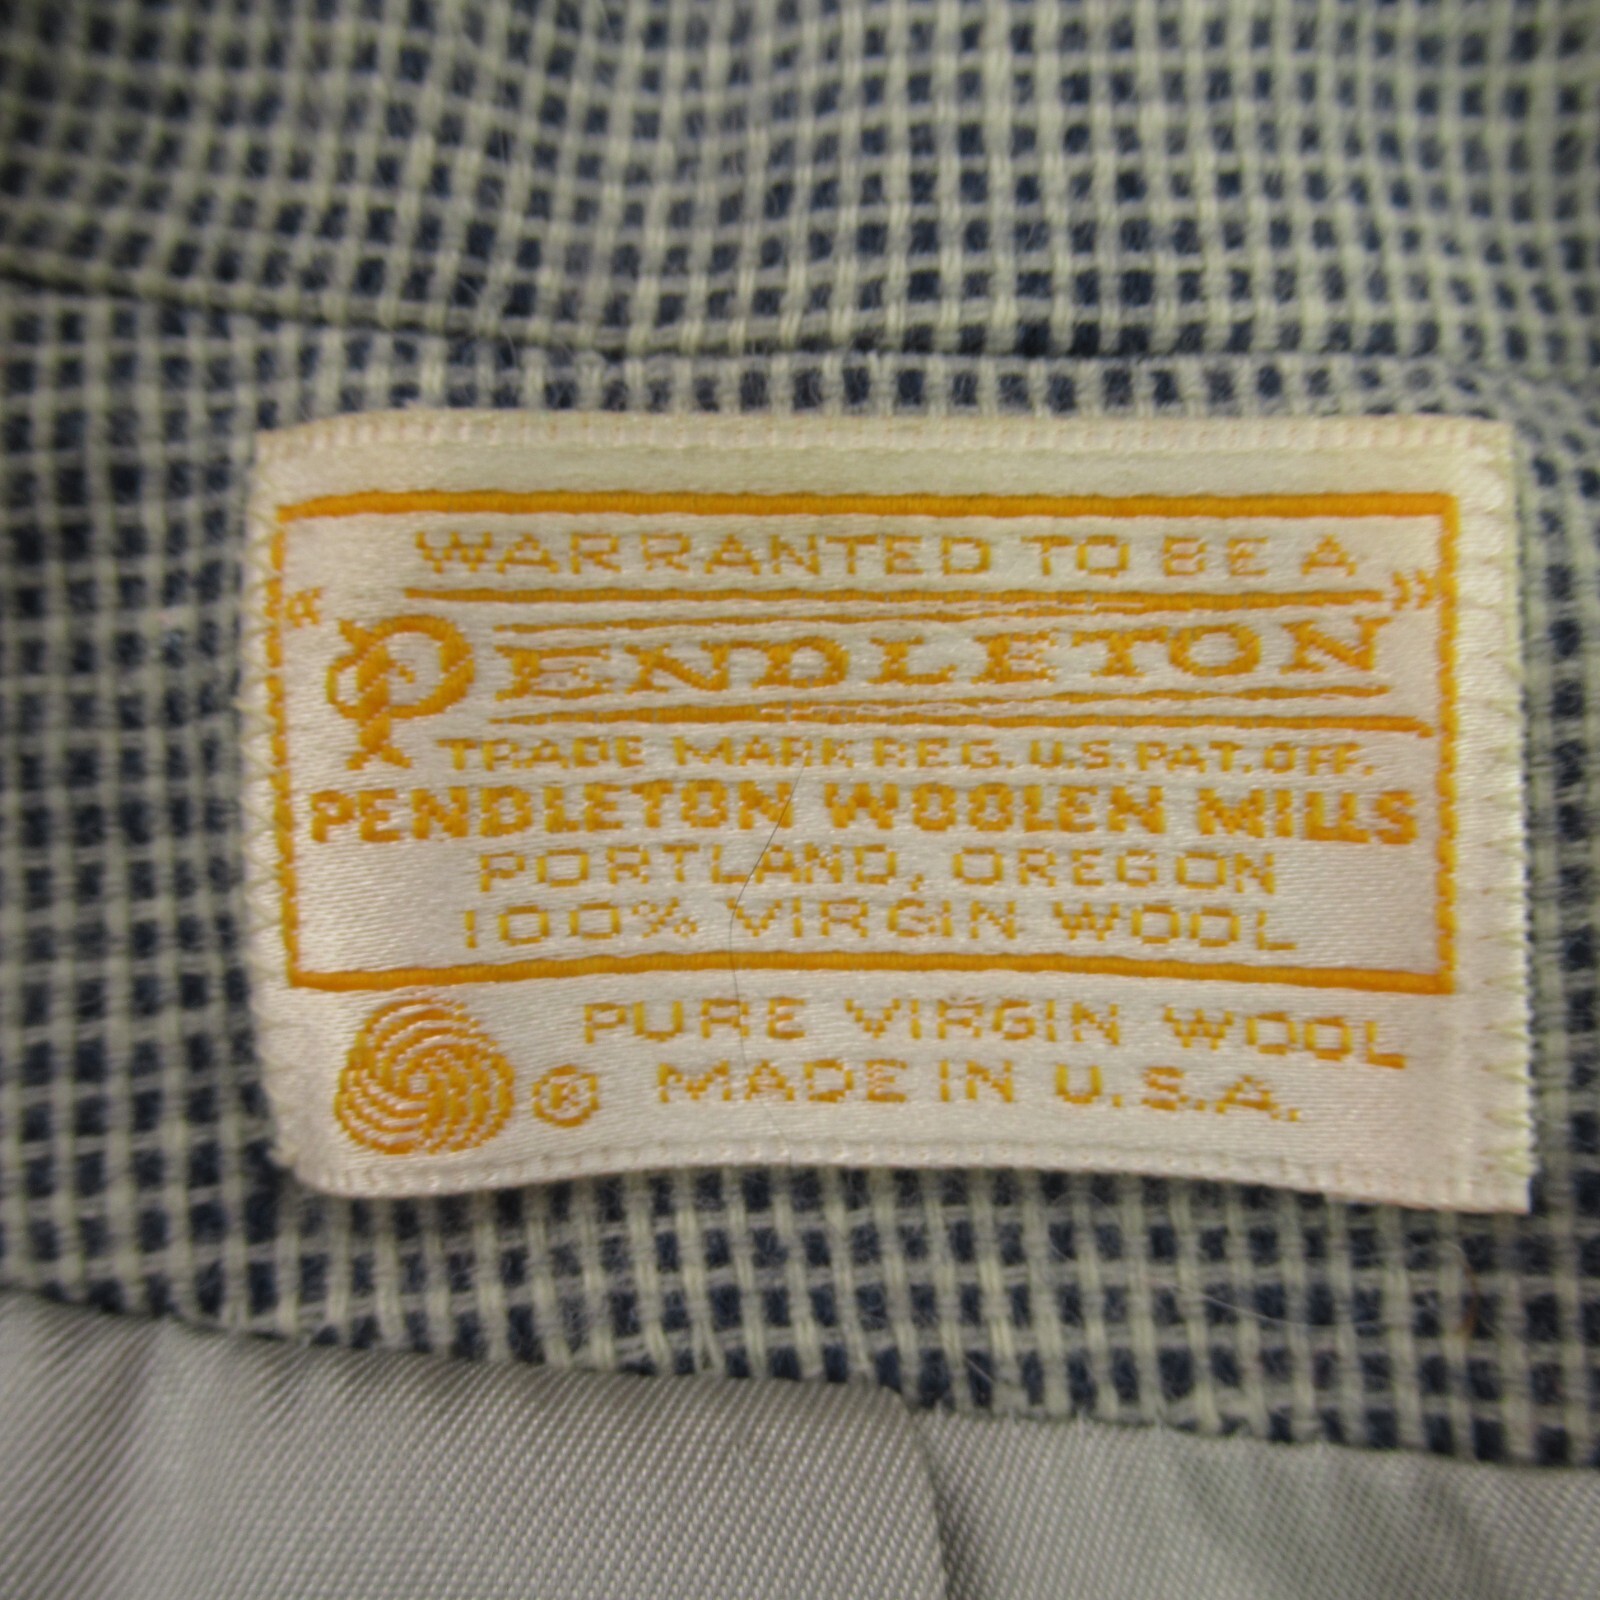 WARRANTED TO BE A
"PENDLETON"
TRADE MARK REG. U.S. PAT. OFF.
PENDLETON WOOLEN MILLS
PORTLAND, OREGON
100% VIRGIN WOOL
PURE VIRGIN WOOL
® MADE IN U.S.A.